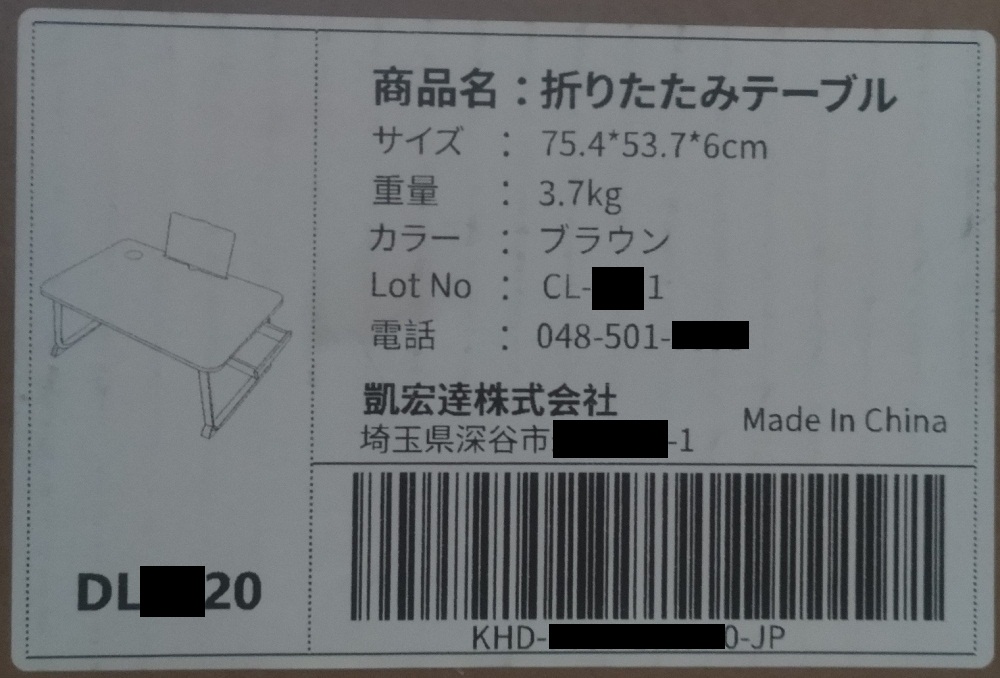 商品名：折りたたみテーブル
サイズ ： 75.4*53.7*6cm
重量 ： 3.7kg
カラー ： ブラウン
Lot No ： CL- 1
電話 ： 048-501-
凱宏達株式会社
埼玉県深谷市 -1
Made In China
DL 20
KHD- 0-JP